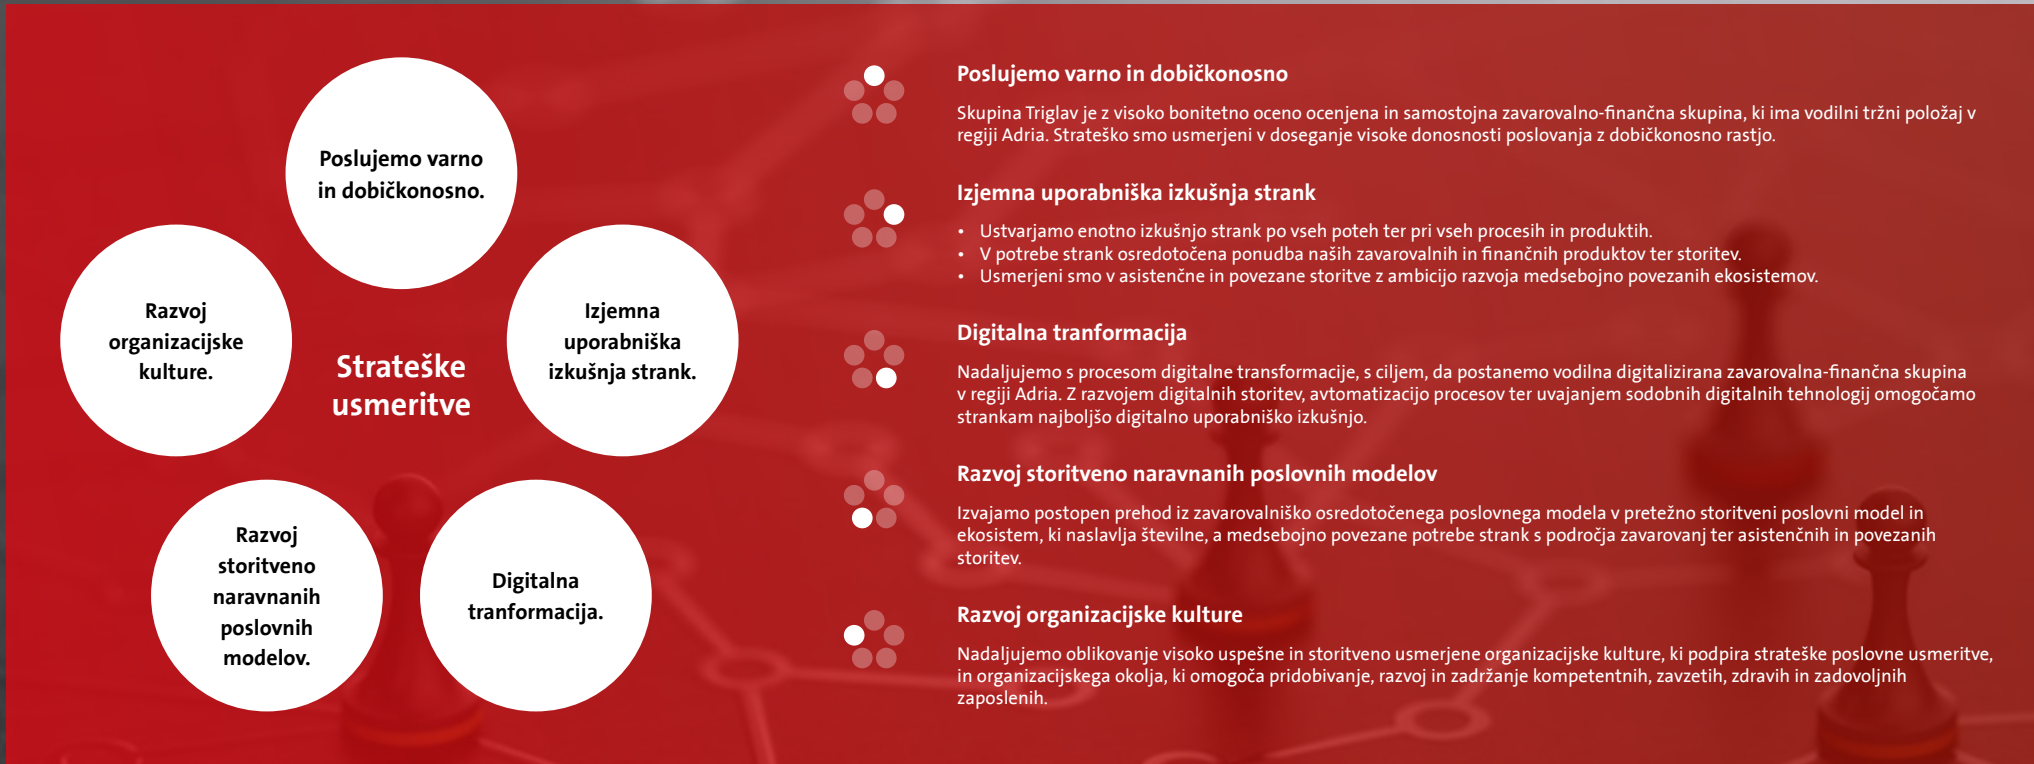 Poslujemo varno
in dobičkonosno.
Razvoj
organizacijske
kulture.
Izjemna
uporabniška
izkušnja strank.
Strateške
usmeritve
Razvoj
storitveno
naravnanih
poslovnih
modelov.
Digitalna
tranformacija.
Poslujemo varno in dobičkonosno
Skupina Triglav je z visoko bonitetno oceno ocenjena in samostojna zavarovalno-finančna skupina, ki ima vodilni tržni položaj v
regiji Adria. Strateško smo usmerjeni v doseganje visoke donosnosti poslovanja z dobičkonosno rastjo.
Izjemna uporabniška izkušnja strank
• Ustvarjamo enotno izkušnjo strank po vseh poteh ter pri vseh procesih in produktih.
• V potrebe strank osredotočena ponudba naših zavarovalnih in finančnih produktov ter storitev.
• Usmerjeni smo v asistenčne in povezane storitve z ambicijo razvoja medsebojno povezanih ekosistemov.
Digitalna tranformacija
Nadaljujemo s procesom digitalne transformacije, s ciljem, da postanemo vodilna digitalizirana zavarovalna-finančna skupina
v regiji Adria. Z razvojem digitalnih storitev, avtomatizacijo procesov ter uvajanjem sodobnih digitalnih tehnologij omogočamo
strankam najboljšo digitalno uporabniško izkušnjo.
Razvoj storitveno naravnanih poslovnih modelov
Izvajamo postopen prehod iz zavarovalniško osredotočenega poslovnega modela v pretežno storitveni poslovni model in
ekosistem, ki naslavlja številne, a medsebojno povezane potrebe strank s področja zavarovanj ter asistenčnih in povezanih
storitev.
Razvoj organizacijske kulture
Nadaljujemo oblikovanje visoko uspešne in storitveno usmerjene organizacijske kulture, ki podpira strateške poslovne usmeritve,
in organizacijskega okolja, ki omogoča pridobivanje, razvoj in zadržanje kompetentnih, zavzetih, zdravih in zadovoljnih
zaposlenih.